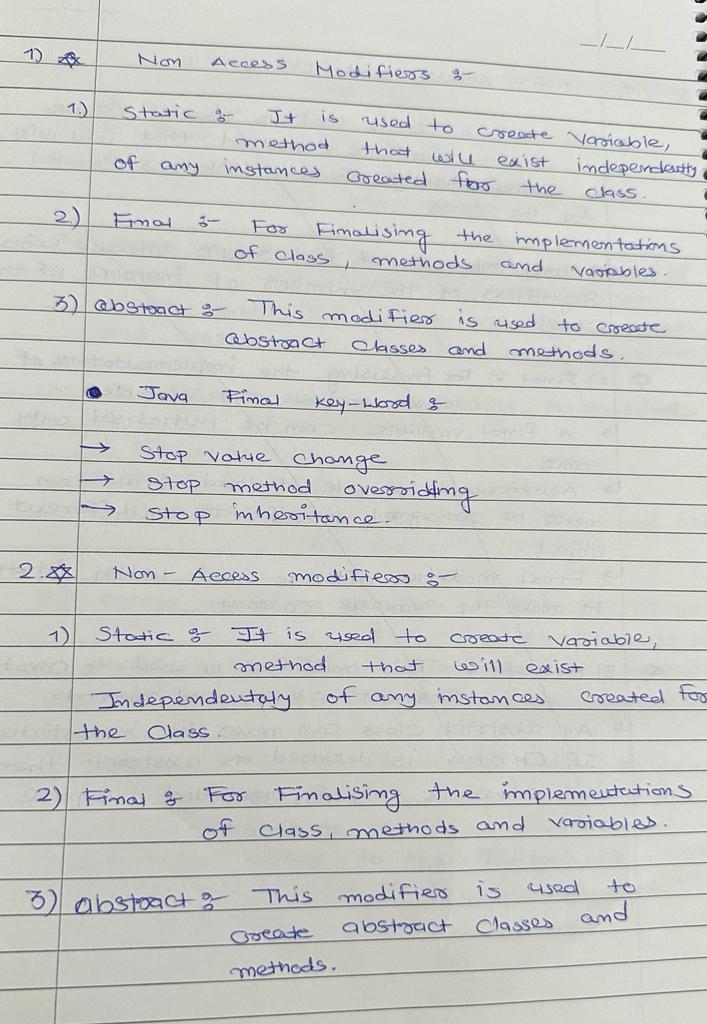 _/_/_
1) ☆ Non Access Modifiers :-
1.) Static :- It is used to create variable,
method that will exist independently
of any instances created for the class.
2.) Final :- For Finalising the implementations
of class, methods and variables.
3) abstract :- This modifier is used to create
abstract classes and methods.
• Java Final key-word :
→ Stop value change
→ Stop method overridding
→ Stop inheritance.
2.☆ Non-Access modifiers :-
1) Static :- It is used to create variable,
method that will exist
Independentaly of any instances created for
the Class.
2) Final :- For Finalising the implementations
of class, methods and variables.
3) abstract :- This modifier is used to
create abstract classes and
methods.